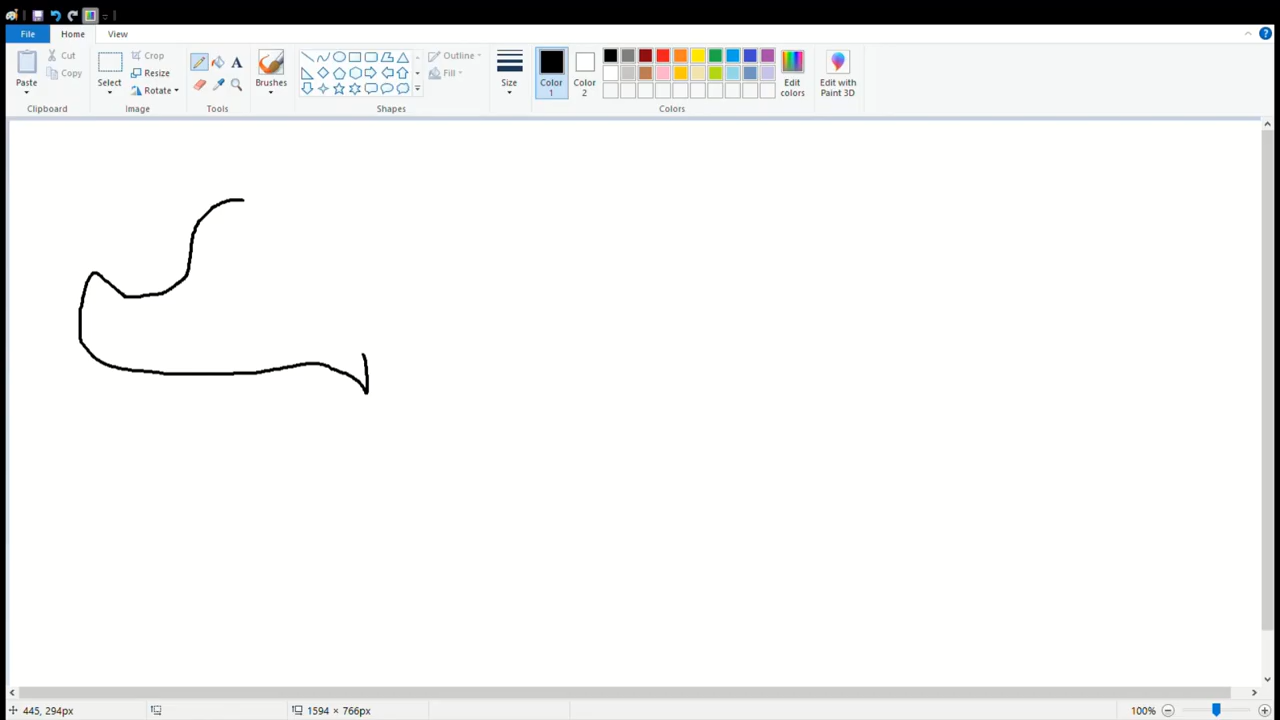 File Home View
Paste Cut Copy Clipboard
Select Crop Resize Rotate Image
A Tools
Brushes
Outline Fill Shapes
Size
Color 1 Color 2 Edit colors Colors
Edit with Paint 3D
445, 294px 1594 × 766px 100%